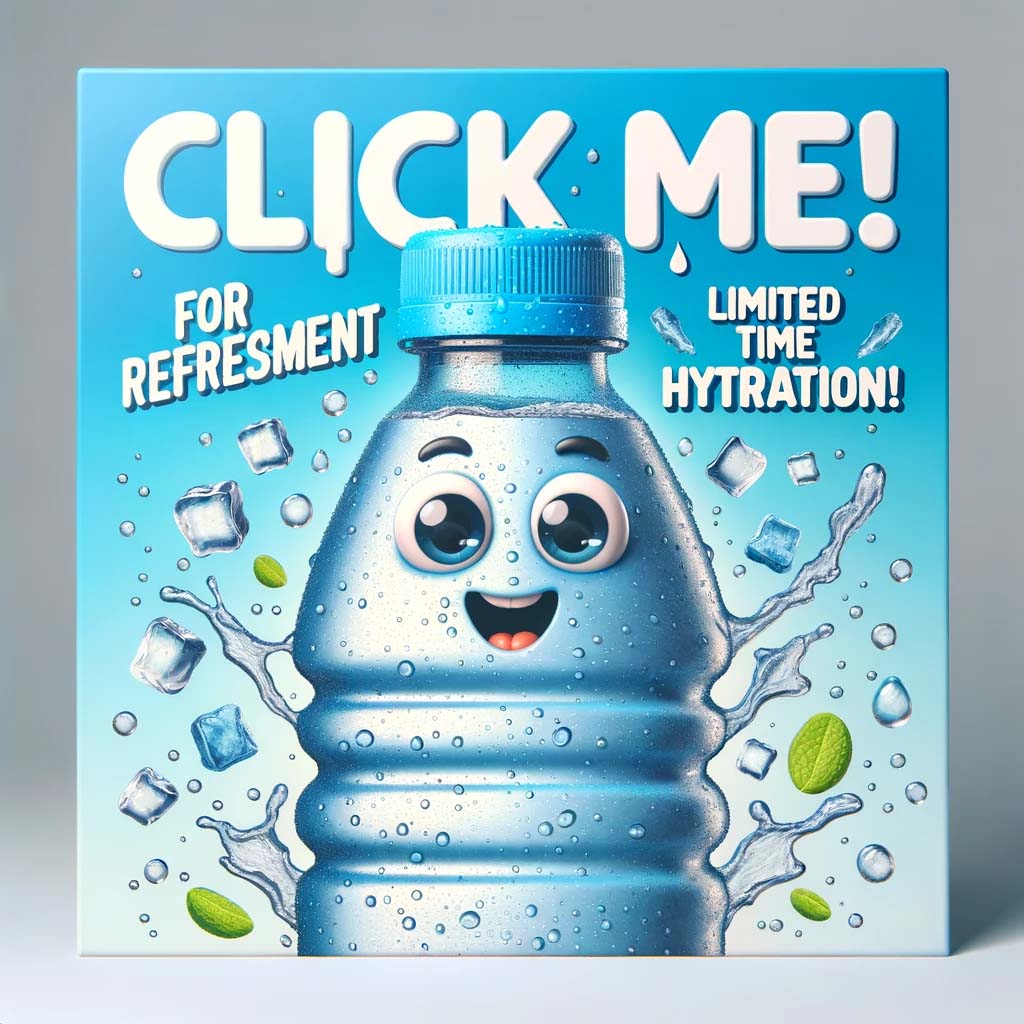 CLICK ME!
FOR
REFRESMENT
LIMITED
TIME
HYTRATION!